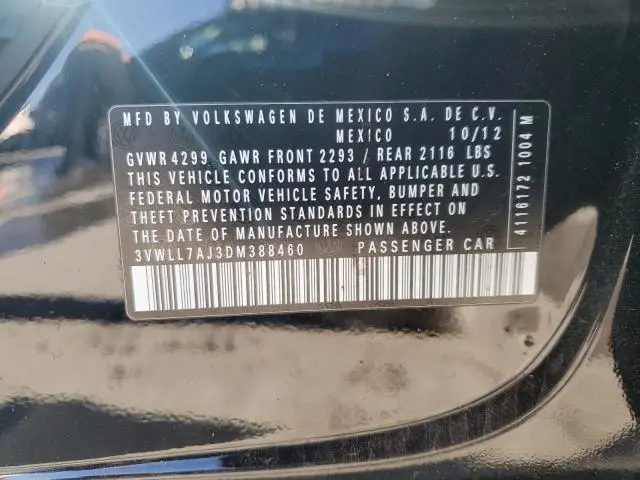 MFD BY VOLKSWAGEN DE MEXICO S.A. DE C.V.
MEXICO 10/12
GVWR 4299 GAWR FRONT 2293 / REAR 2116 LBS
THIS VEHICLE CONFORMS TO ALL APPLICABLE U.S.
FEDERAL MOTOR VEHICLE SAFETY, BUMPER AND
THEFT PREVENTION STANDARDS IN EFFECT ON
THE DATE OF MANUFACTURE SHOWN ABOVE.
3VWLL7AJ3DM388460 PASSENGER CAR
4116172 1004 M